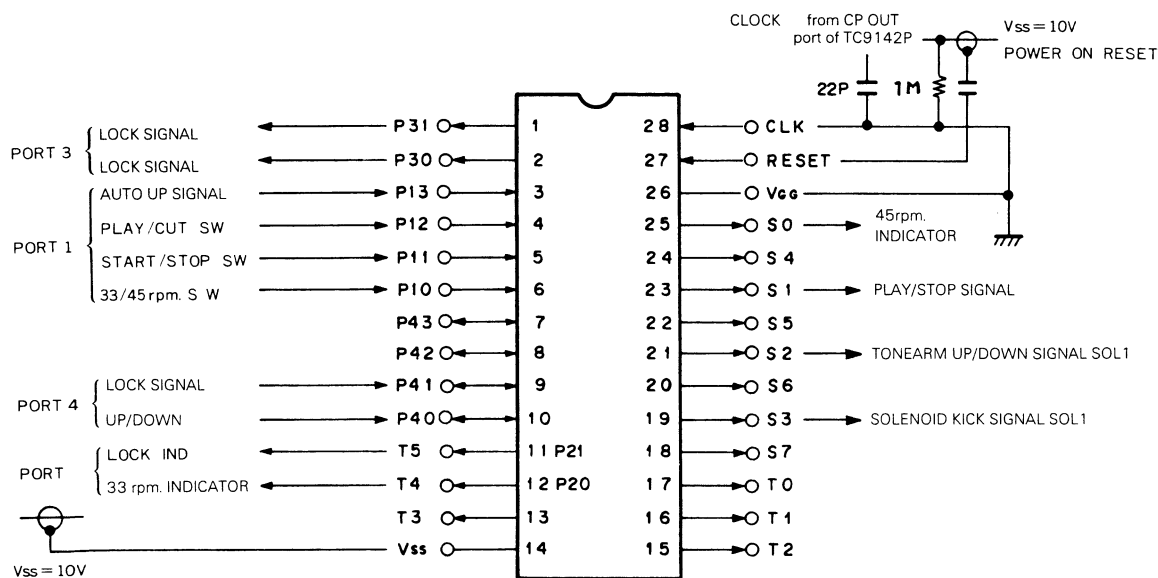 CLOCK from CP OUT
port of TC9142P
Vss=10V
POWER ON RESET
22P 1M
PORT 3
LOCK SIGNAL P31 1 28 CLK
LOCK SIGNAL P30 2 27 RESET
PORT 1
AUTO UP SIGNAL P13 3 26 VGG
PLAY/CUT SW P12 4 25 S0 45rpm.
INDICATOR
START/STOP SW P11 5 24 S4
33/45rpm. SW P10 6 23 S1 PLAY/STOP SIGNAL
P43 7 22 S5
P42 8 21 S2 TONEARM UP/DOWN SIGNAL SOL1
PORT 4
LOCK SIGNAL P41 9 20 S6
UP/DOWN P40 10 19 S3 SOLENOID KICK SIGNAL SOL1
PORT
LOCK IND T5 11 P21 18 S7
33 rpm. INDICATOR T4 12 P20 17 T0
T3 13 16 T1
Vss 14 15 T2
Vss=10V